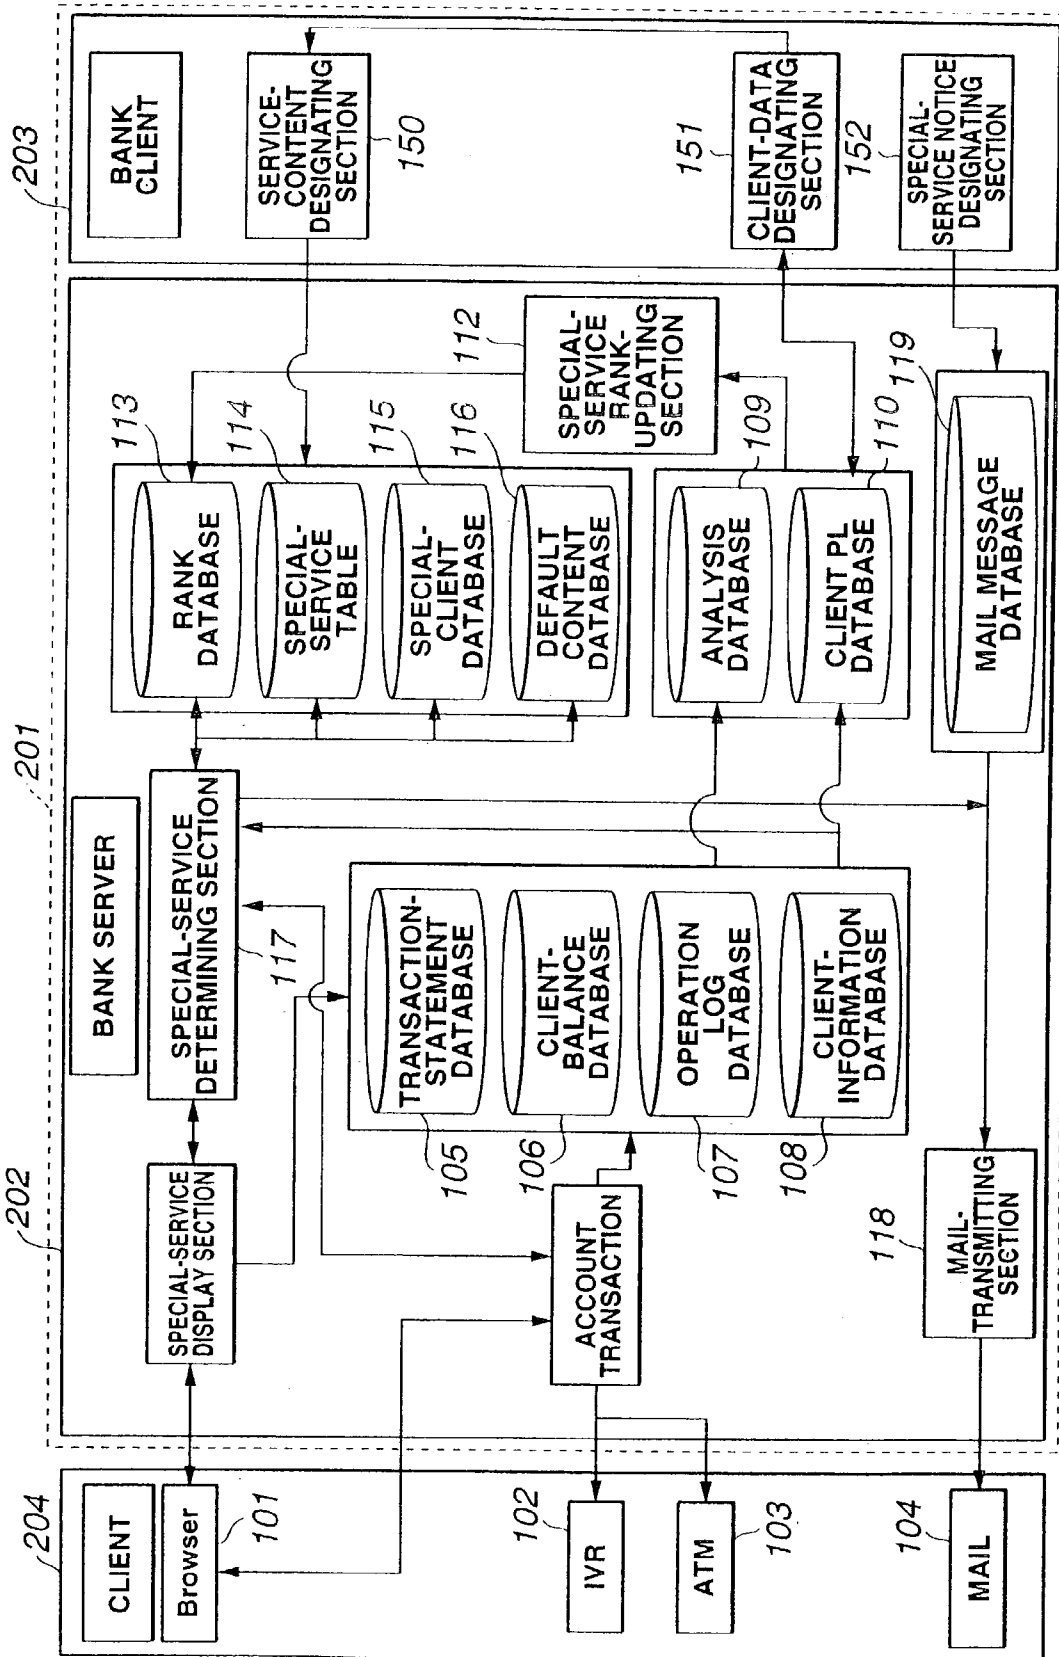 201
202
203
204
CLIENT
Browser
101
IVR
102
ATM
103
MAIL
104
BANK SERVER
SPECIAL-SERVICE
DISPLAY SECTION
SPECIAL-SERVICE
DETERMINING SECTION
117
ACCOUNT
TRANSACTION
TRANSACTION-
STATEMENT
DATABASE
105
CLIENT-
BALANCE
DATABASE
106
OPERATION
LOG
DATABASE
107
CLIENT-
INFORMATION
DATABASE
108
MAIL-
TRANSMITTING
SECTION
118
RANK
DATABASE
113
SPECIAL-
SERVICE
TABLE
114
SPECIAL-
CLIENT
DATABASE
115
DEFAULT
CONTENT
DATABASE
116
SPECIAL-
SERVICE
RANK-
UPDATING
SECTION
112
ANALYSIS
DATABASE
109
CLIENT PL
DATABASE
110
MAIL MESSAGE
DATABASE
119
BANK
CLIENT
SERVICE-
CONTENT
DESIGNATING
SECTION
150
CLIENT-DATA
DESIGNATING
SECTION
151
SPECIAL-
SERVICE NOTICE
DESIGNATING
SECTION
152